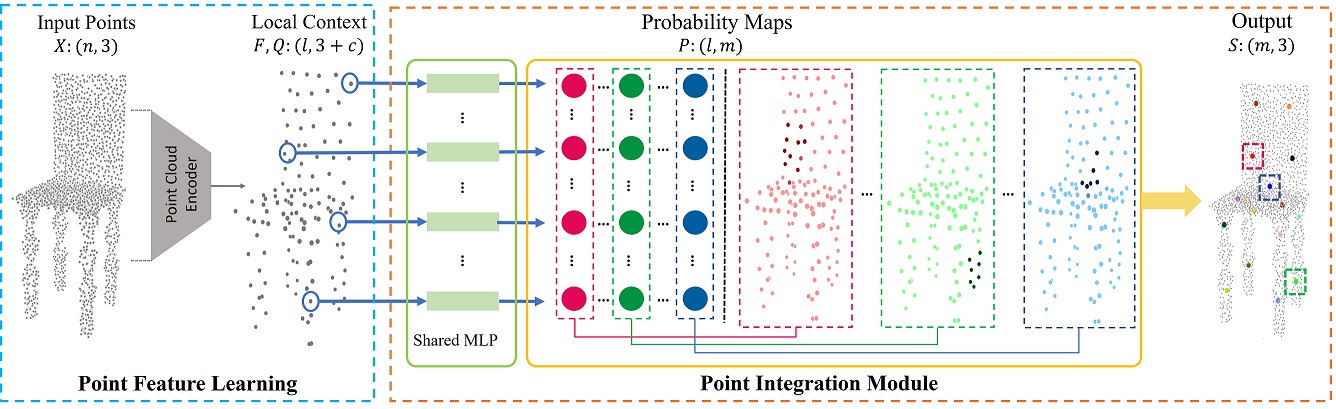 Input Points
X: (n, 3)
Local Context
F, Q: (l, 3 + c)
Probability Maps
P: (l, m)
Output
S: (m, 3)
Point Cloud
Encoder
Shared MLP
Point Feature Learning
Point Integration Module